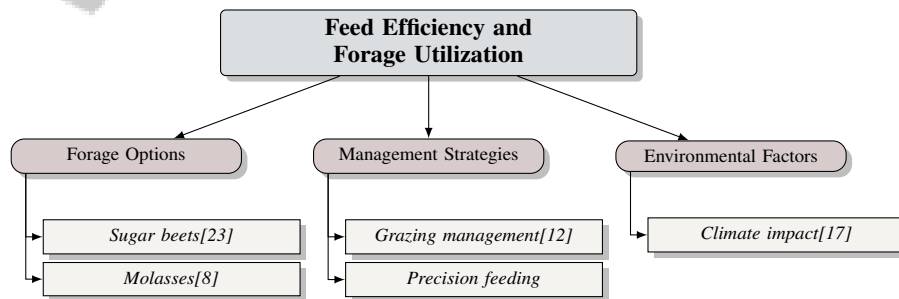 Feed Efficiency and
Forage Utilization
Forage Options
Management Strategies
Environmental Factors
Sugar beets[23]
Grazing management[12]
Climate impact[17]
Molasses[8]
Precision feeding